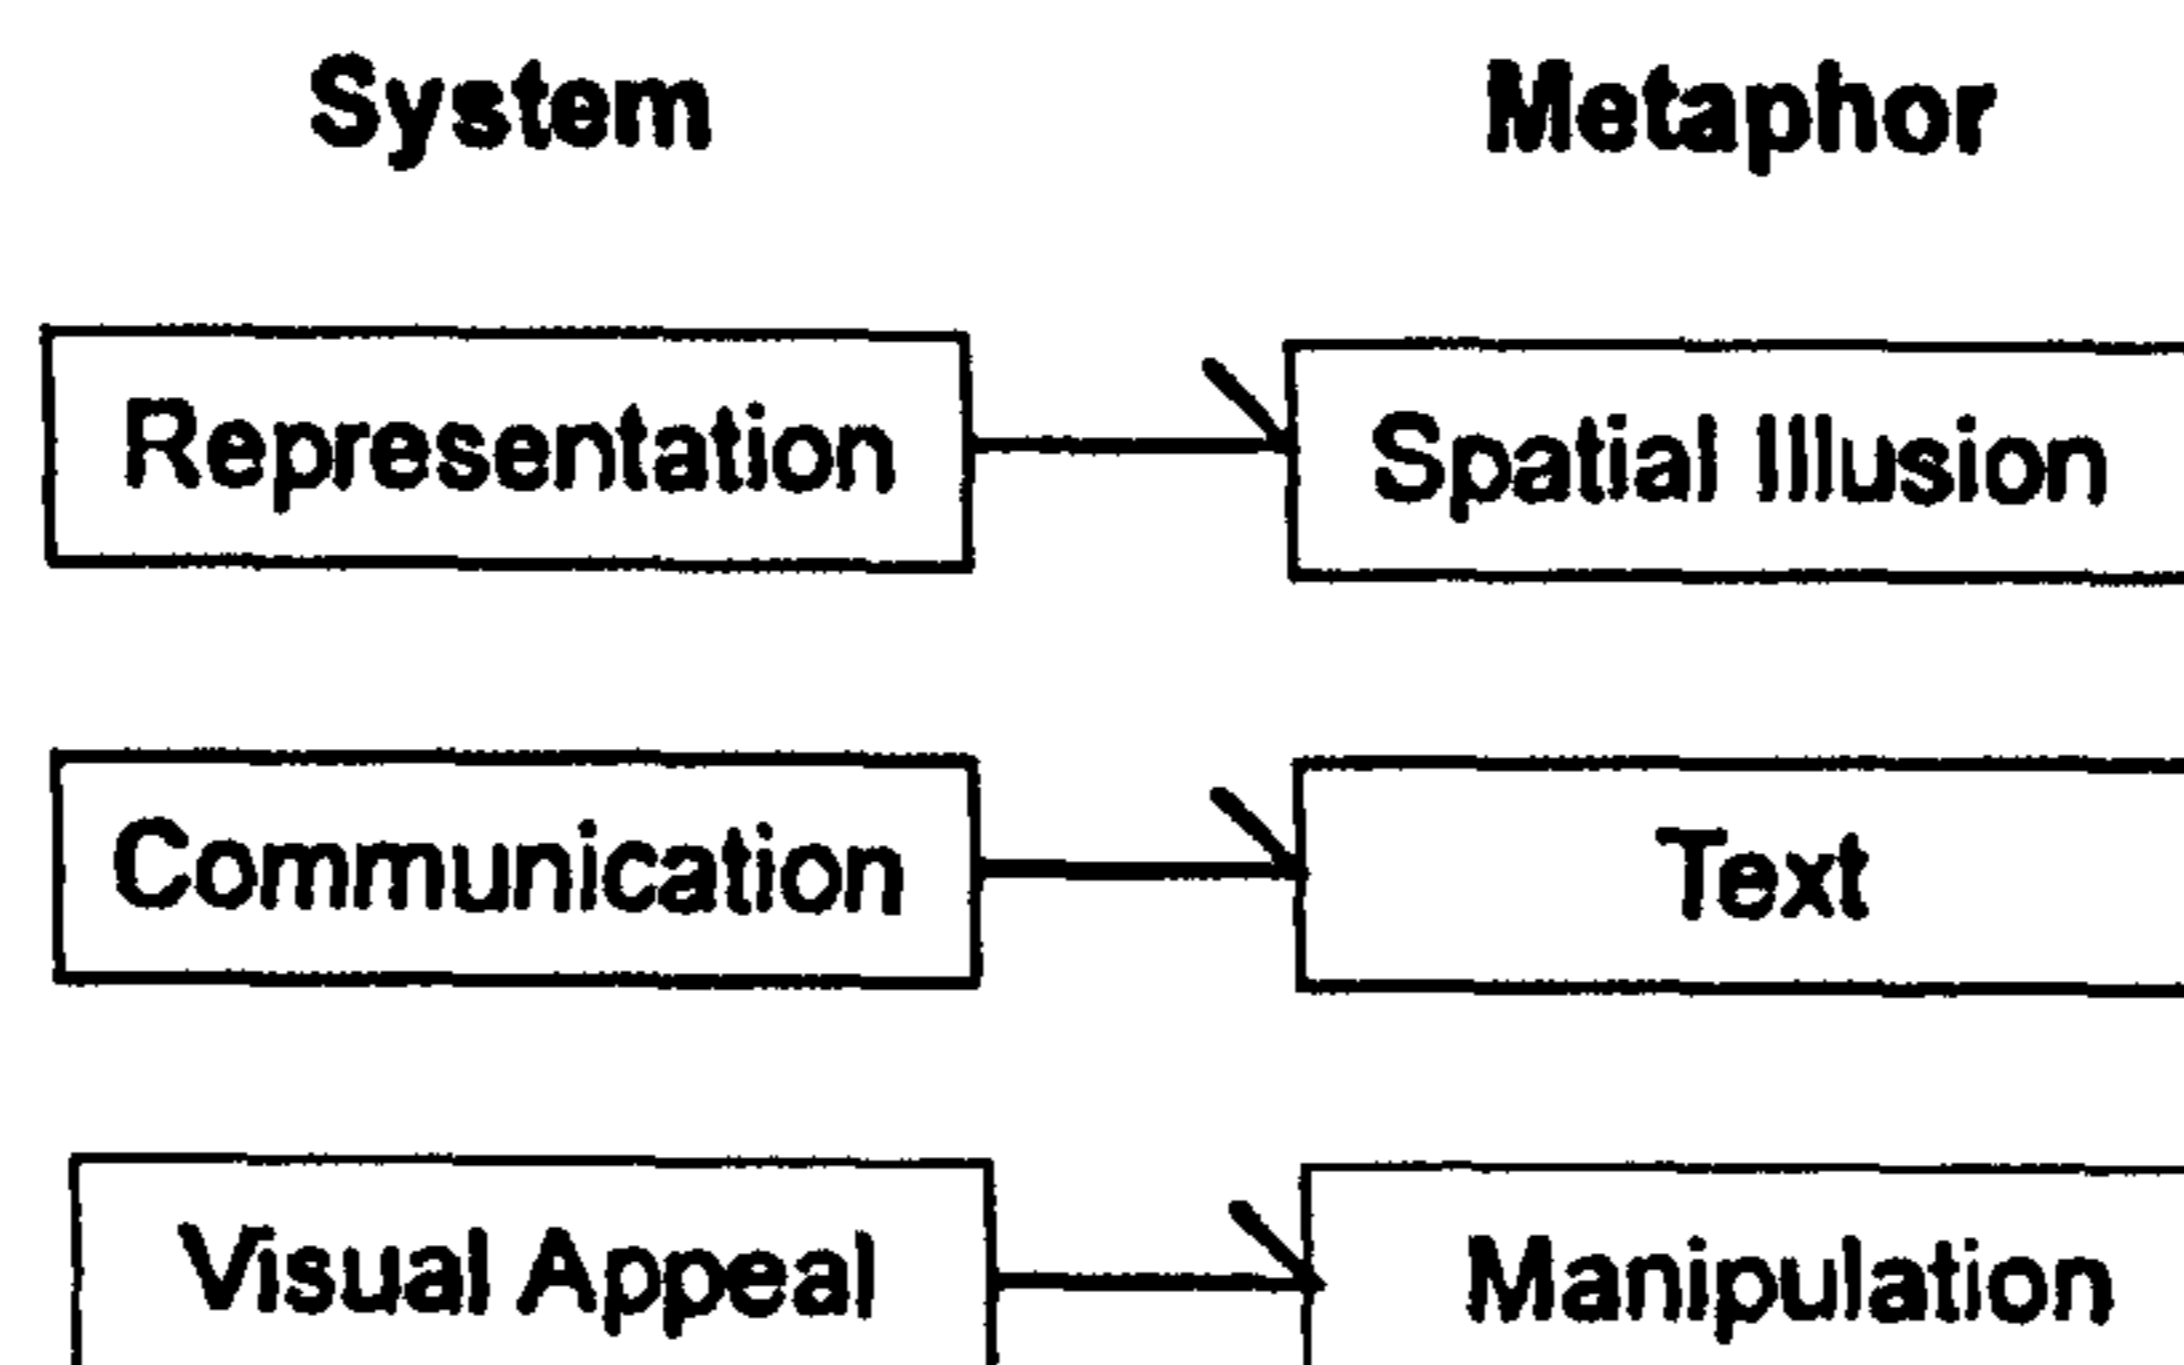 System Metaphor
Representation Spatial Illusion
Communication Text
Visual Appeal Manipulation